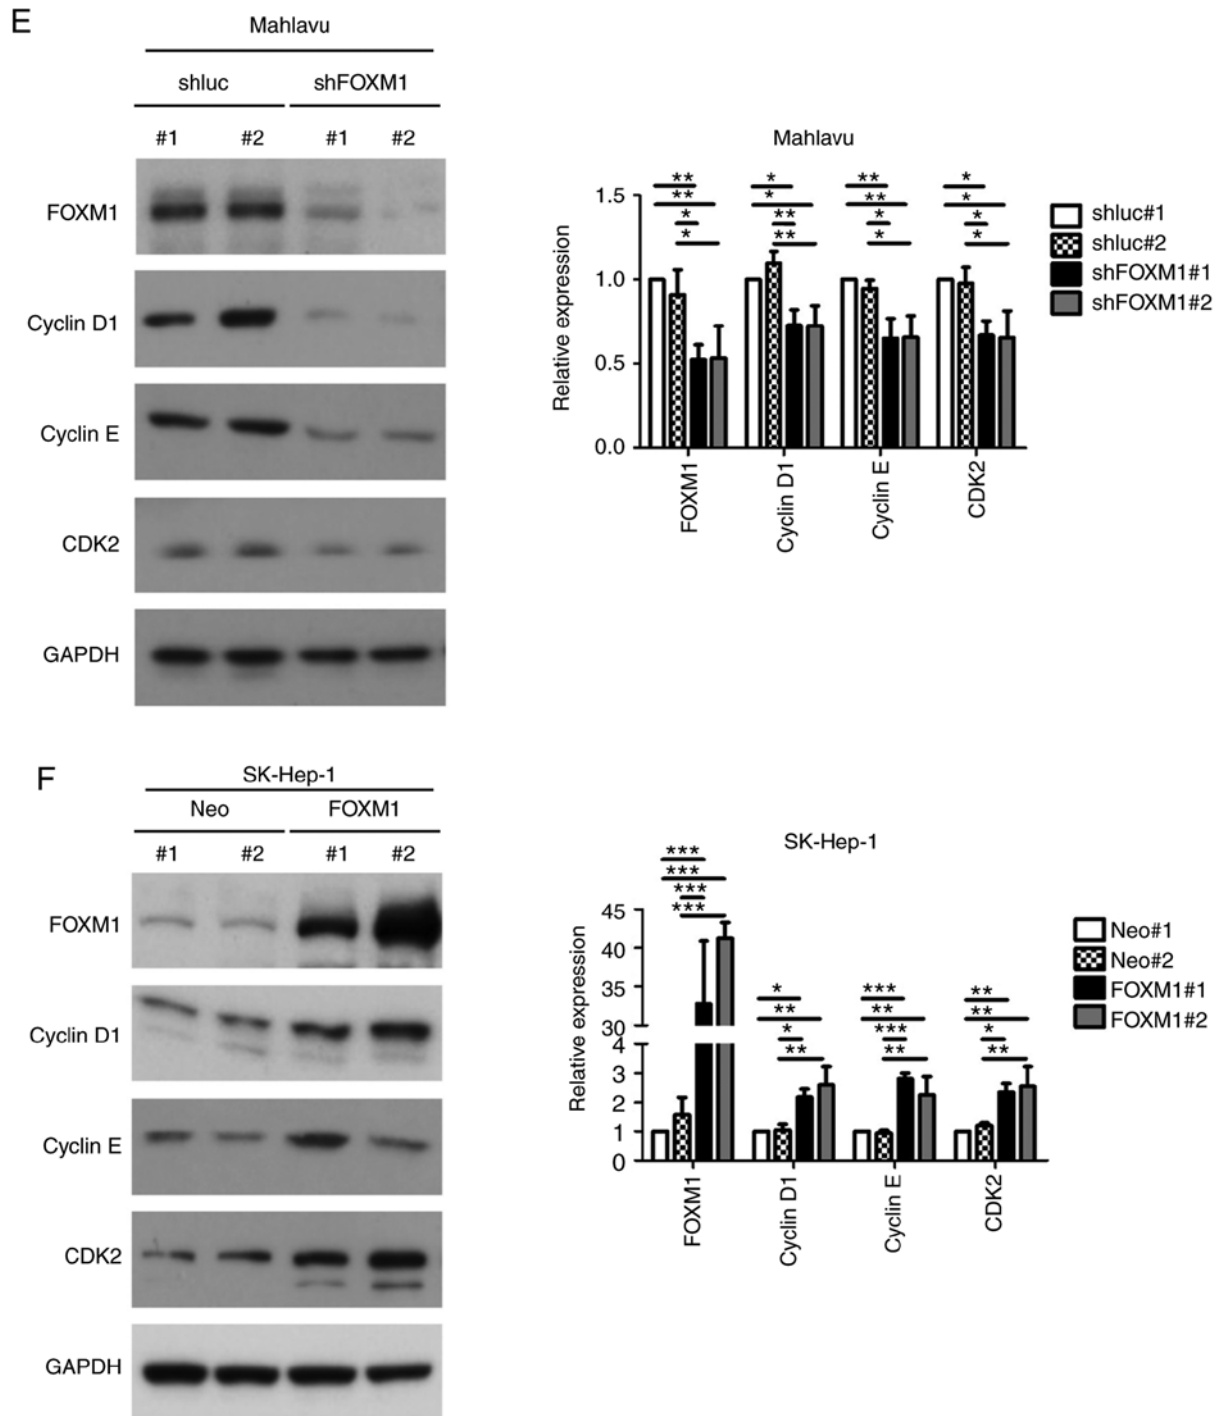 E
Mahlavu
shluc shFOXM1
#1 #2 #1 #2
FOXM1
Cyclin D1
Cyclin E
CDK2
GAPDH
Mahlavu
** * ** *
** * ** *
* ** * *
* ** * *
1.5
1.0
0.5
0.0
Relative expression
FOXM1
Cyclin D1
Cyclin E
CDK2
shluc#1
shluc#2
shFOXM1#1
shFOXM1#2
F
SK-Hep-1
Neo FOXM1
#1 #2 #1 #2
FOXM1
Cyclin D1
Cyclin E
CDK2
GAPDH
SK-Hep-1
***
***
***
***
* *** **
** ** **
* *** *
** ** **
45
40
35
30
4
3
2
1
0
Relative expression
FOXM1
Cyclin D1
Cyclin E
CDK2
Neo#1
Neo#2
FOXM1#1
FOXM1#2